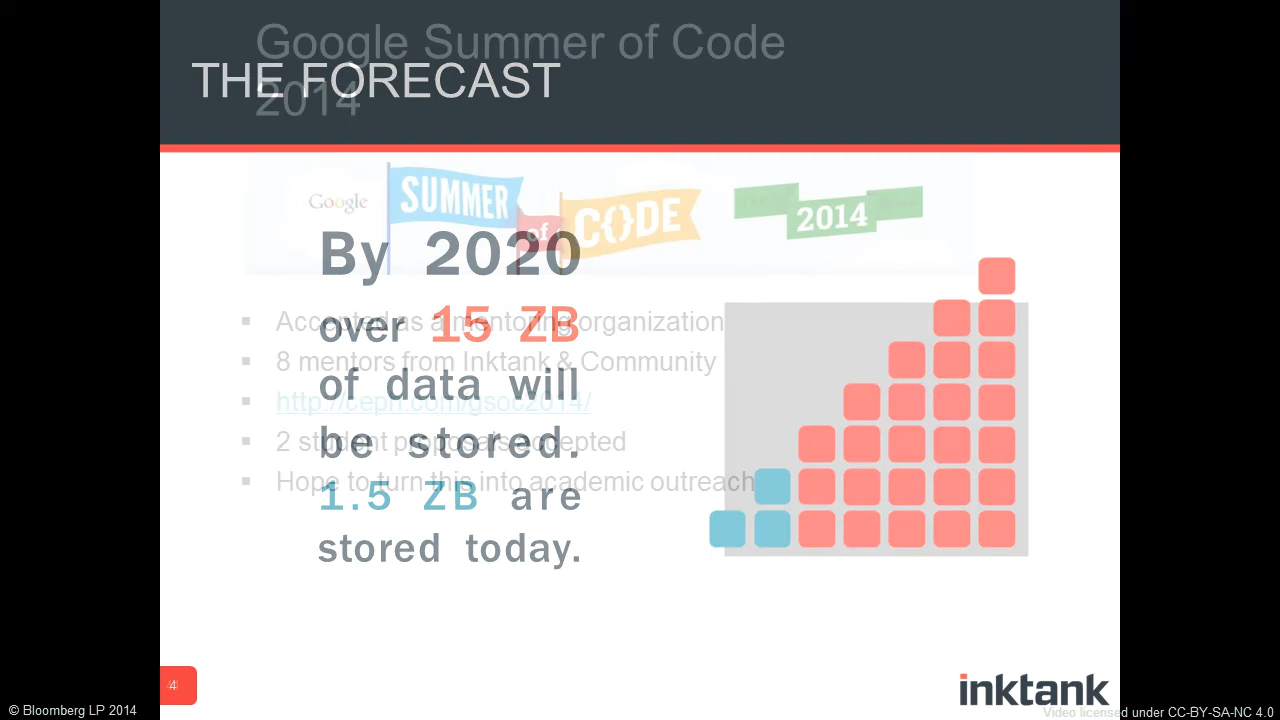 Google Summer of Code
2014
THE FORECAST
Google
SUMMER
of
C{}DE
2014
By 2020
over 15 ZB
of data will
be stored.
1.5 ZB are
stored today.
▪ Accepted as a mentoring organization
▪ 8 mentors from Inktank & Community
▪ http://ceph.com/gsoc2014/
▪ 2 student proposals accepted
▪ Hope to turn this into academic outreach
4
inktank
© Bloomberg LP 2014
Video licensed under CC-BY-SA-NC 4.0